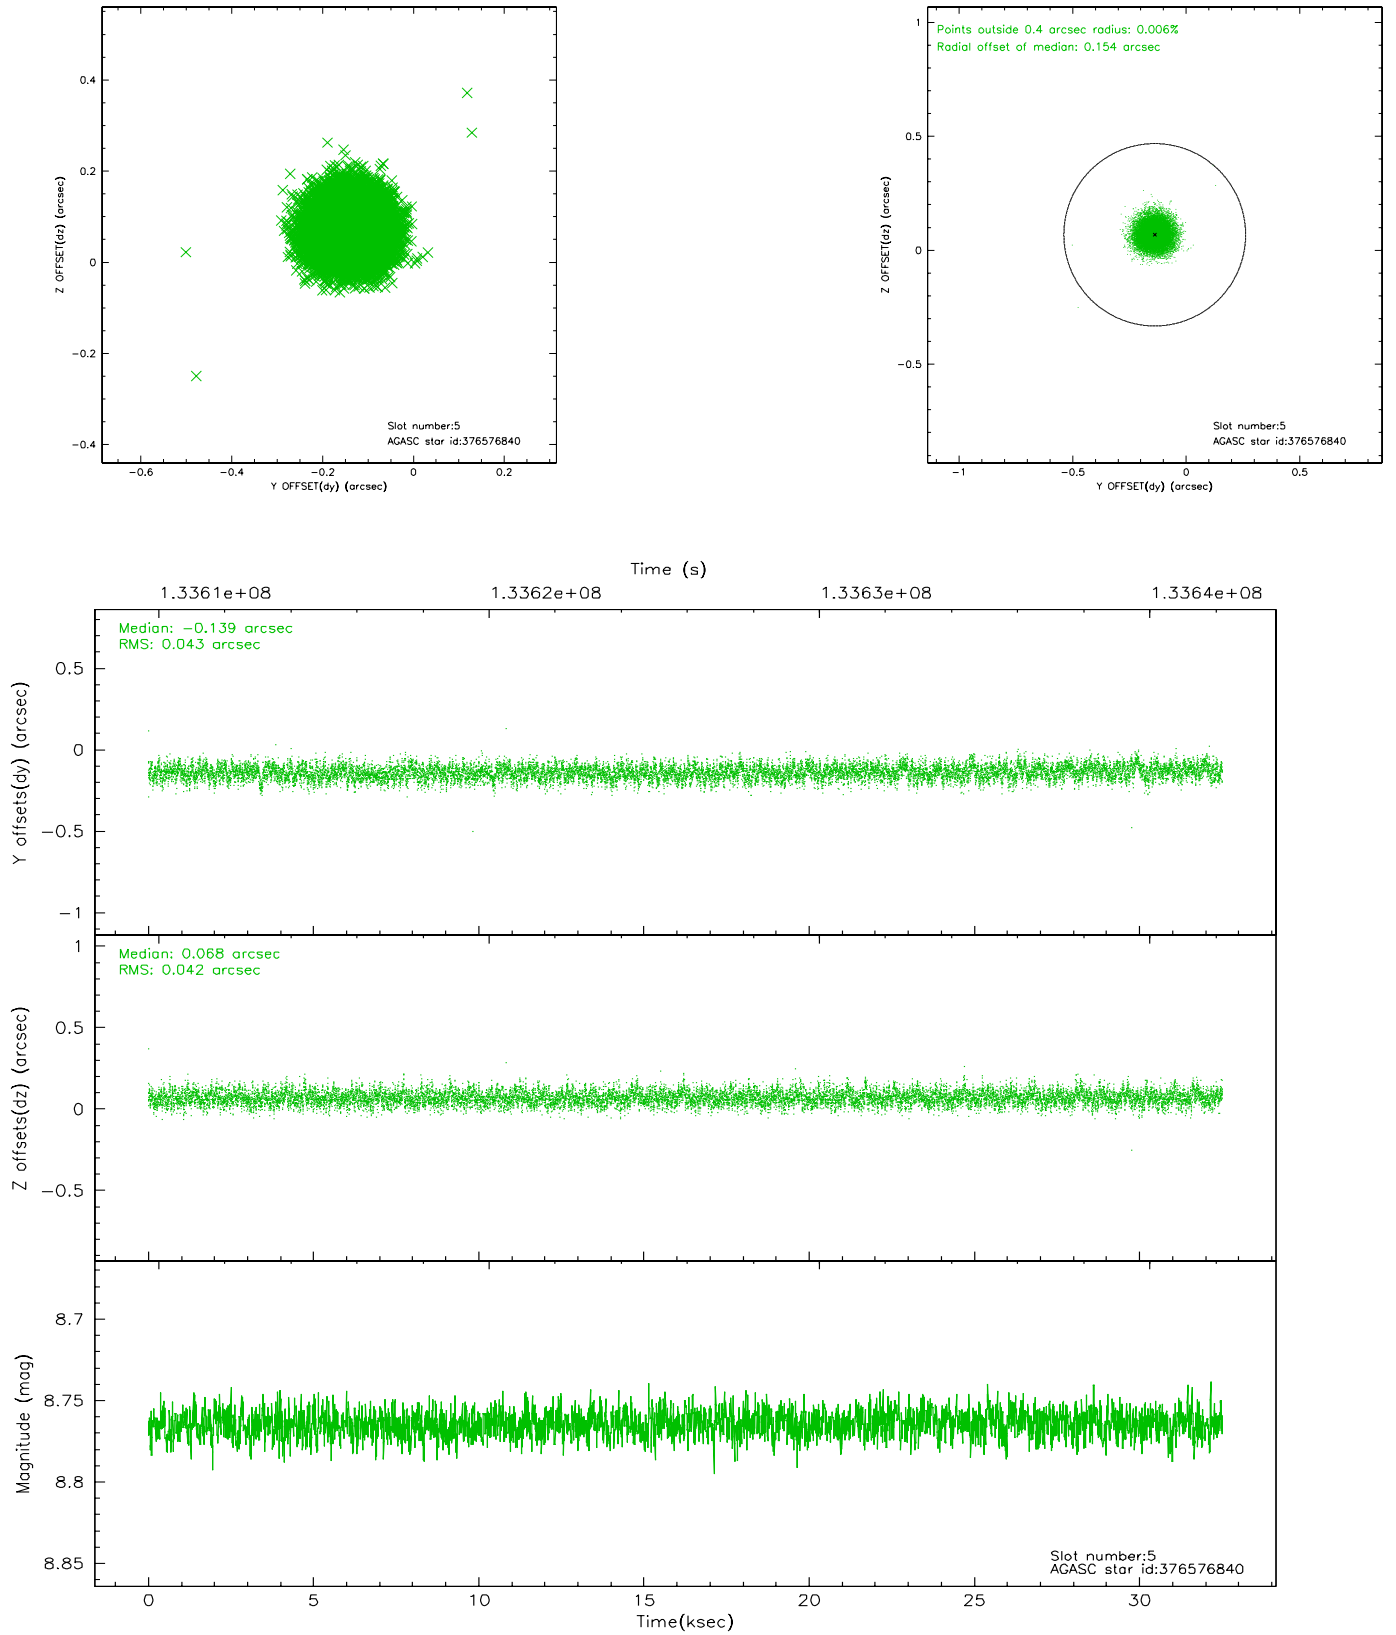 0.4
0.2
0
−0.2
−0.4
Z OFFSET(dz) (arcsec)
Slot number:5
AGASC star id:376576840
−0.6 −0.4 −0.2 0 0.2
Y OFFSET(dy) (arcsec)
Points outside 0.4 arcsec radius: 0.006%
Radial offset of median: 0.154 arcsec
1
0.5
0
−0.5
Z OFFSET(dz) (arcsec)
Slot number:5
AGASC star id:376576840
−1 −0.5 0 0.5
Y OFFSET(dy) (arcsec)
Time (s)
1.3361e+08 1.3362e+08 1.3363e+08 1.3364e+08
Median: −0.139 arcsec
RMS: 0.043 arcsec
0.5
0
−0.5
−1
Y offsets(dy) (arcsec)
Median: 0.068 arcsec
RMS: 0.042 arcsec
1
0.5
0
−0.5
Z offsets(dz) (arcsec)
8.7
8.75
8.8
8.85
Magnitude (mag)
Slot number:5
AGASC star id:376576840
0 5 10 15 20 25 30
Time(ksec)